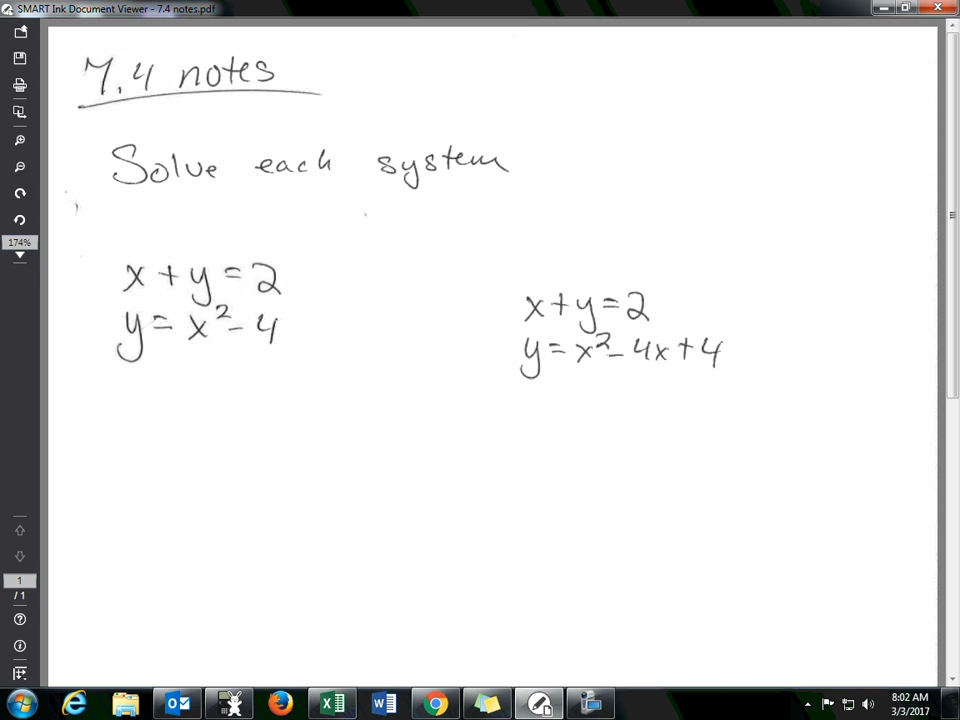 SMART Ink Document Viewer - 7.4 notes.pdf
7.4 notes
Solve each system
174%
x + y = 2
y = x² - 4
x + y = 2
y = x² - 4x + 4
1
/ 1
8:02 AM
3/3/2017